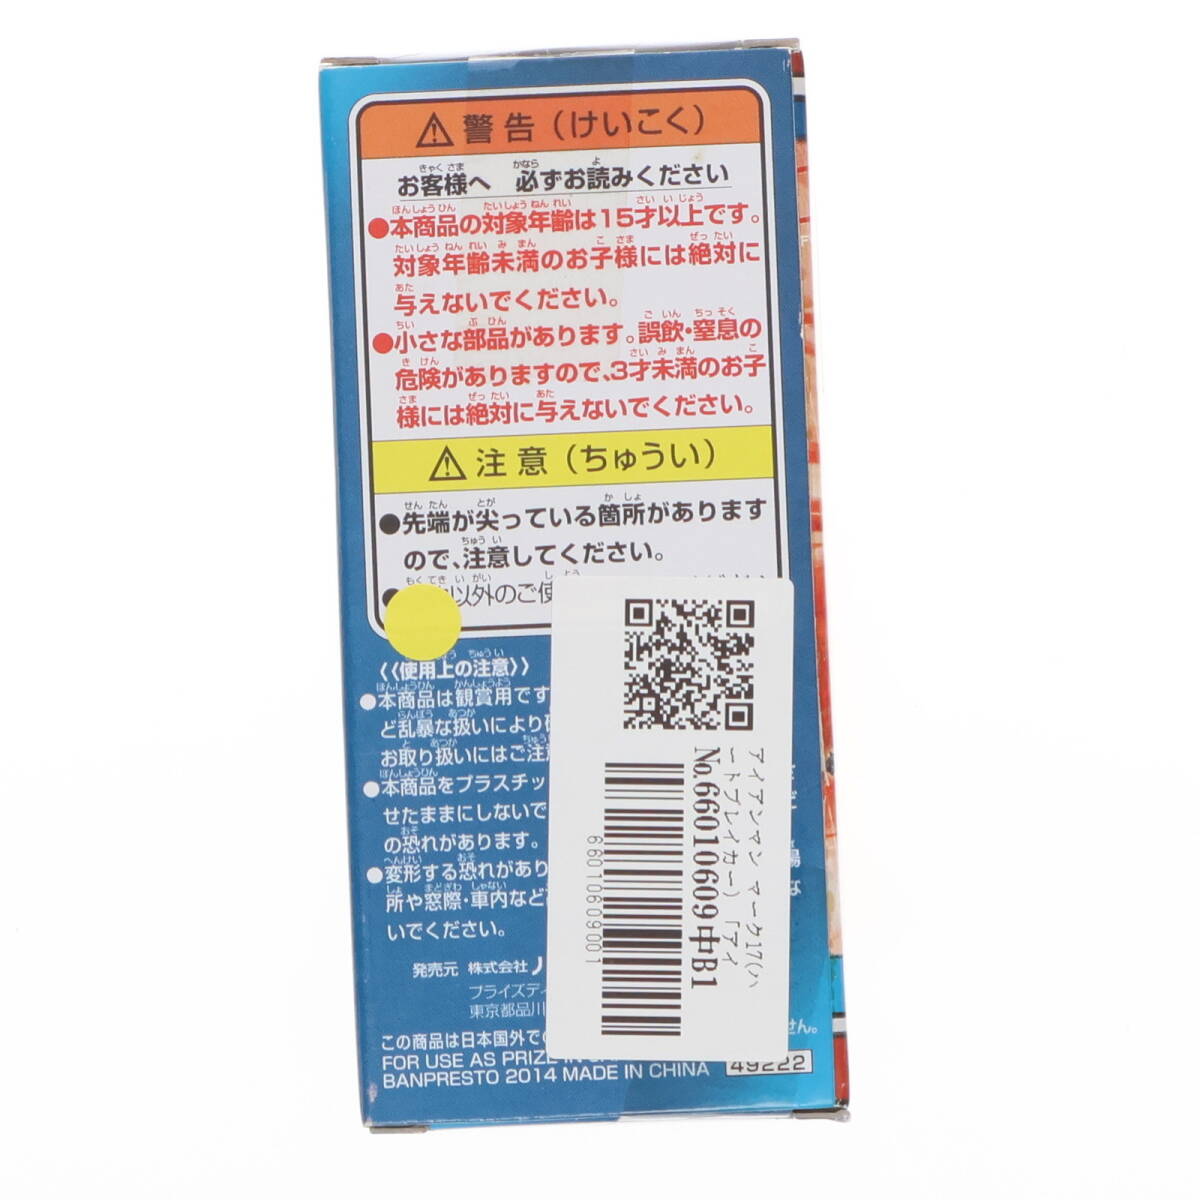 警告(けいこく)
お客様へ 必ずお読みください
●本商品の対象年齢は15才以上です。
対象年齢未満のお子様には絶対に
与えないでください。
●小さな部品があります。誤飲・窒息の
危険がありますので、3才未満のお子
様には絶対に与えないでください。
注意(ちゅうい)
●先端が尖っている箇所があります
ので、注意してください。
以外のご使
《使用上の注意》
●本商品は観賞用です
ど乱暴な扱いにより
お取り扱いにはご注意
●本商品をプラスチッ
せたままにしないで
の恐れがあります。
●変形する恐れがあり
所や窓際・車内など
いでください。
発売元 株式会社
プライズデ
東京都品川
この商品は日本国外で
せん。
FOR USE AS PRIZE IN
BANPRESTO 2014 MADE IN CHINA
49222
アイアンマン マーク17(ハ
ートブレイカー) 「アイ
No.66010609中B1
66010609001